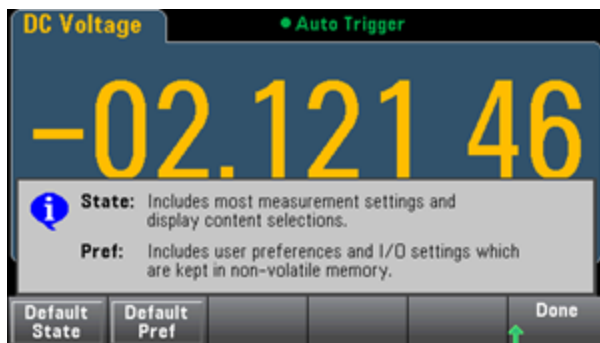 DC Voltage
Auto Trigger
-02.121 46
State: Includes most measurement settings and
display content selections.
Pref: Includes user preferences and I/O settings which
are kept in non-volatile memory.
Default State
Default Pref
Done